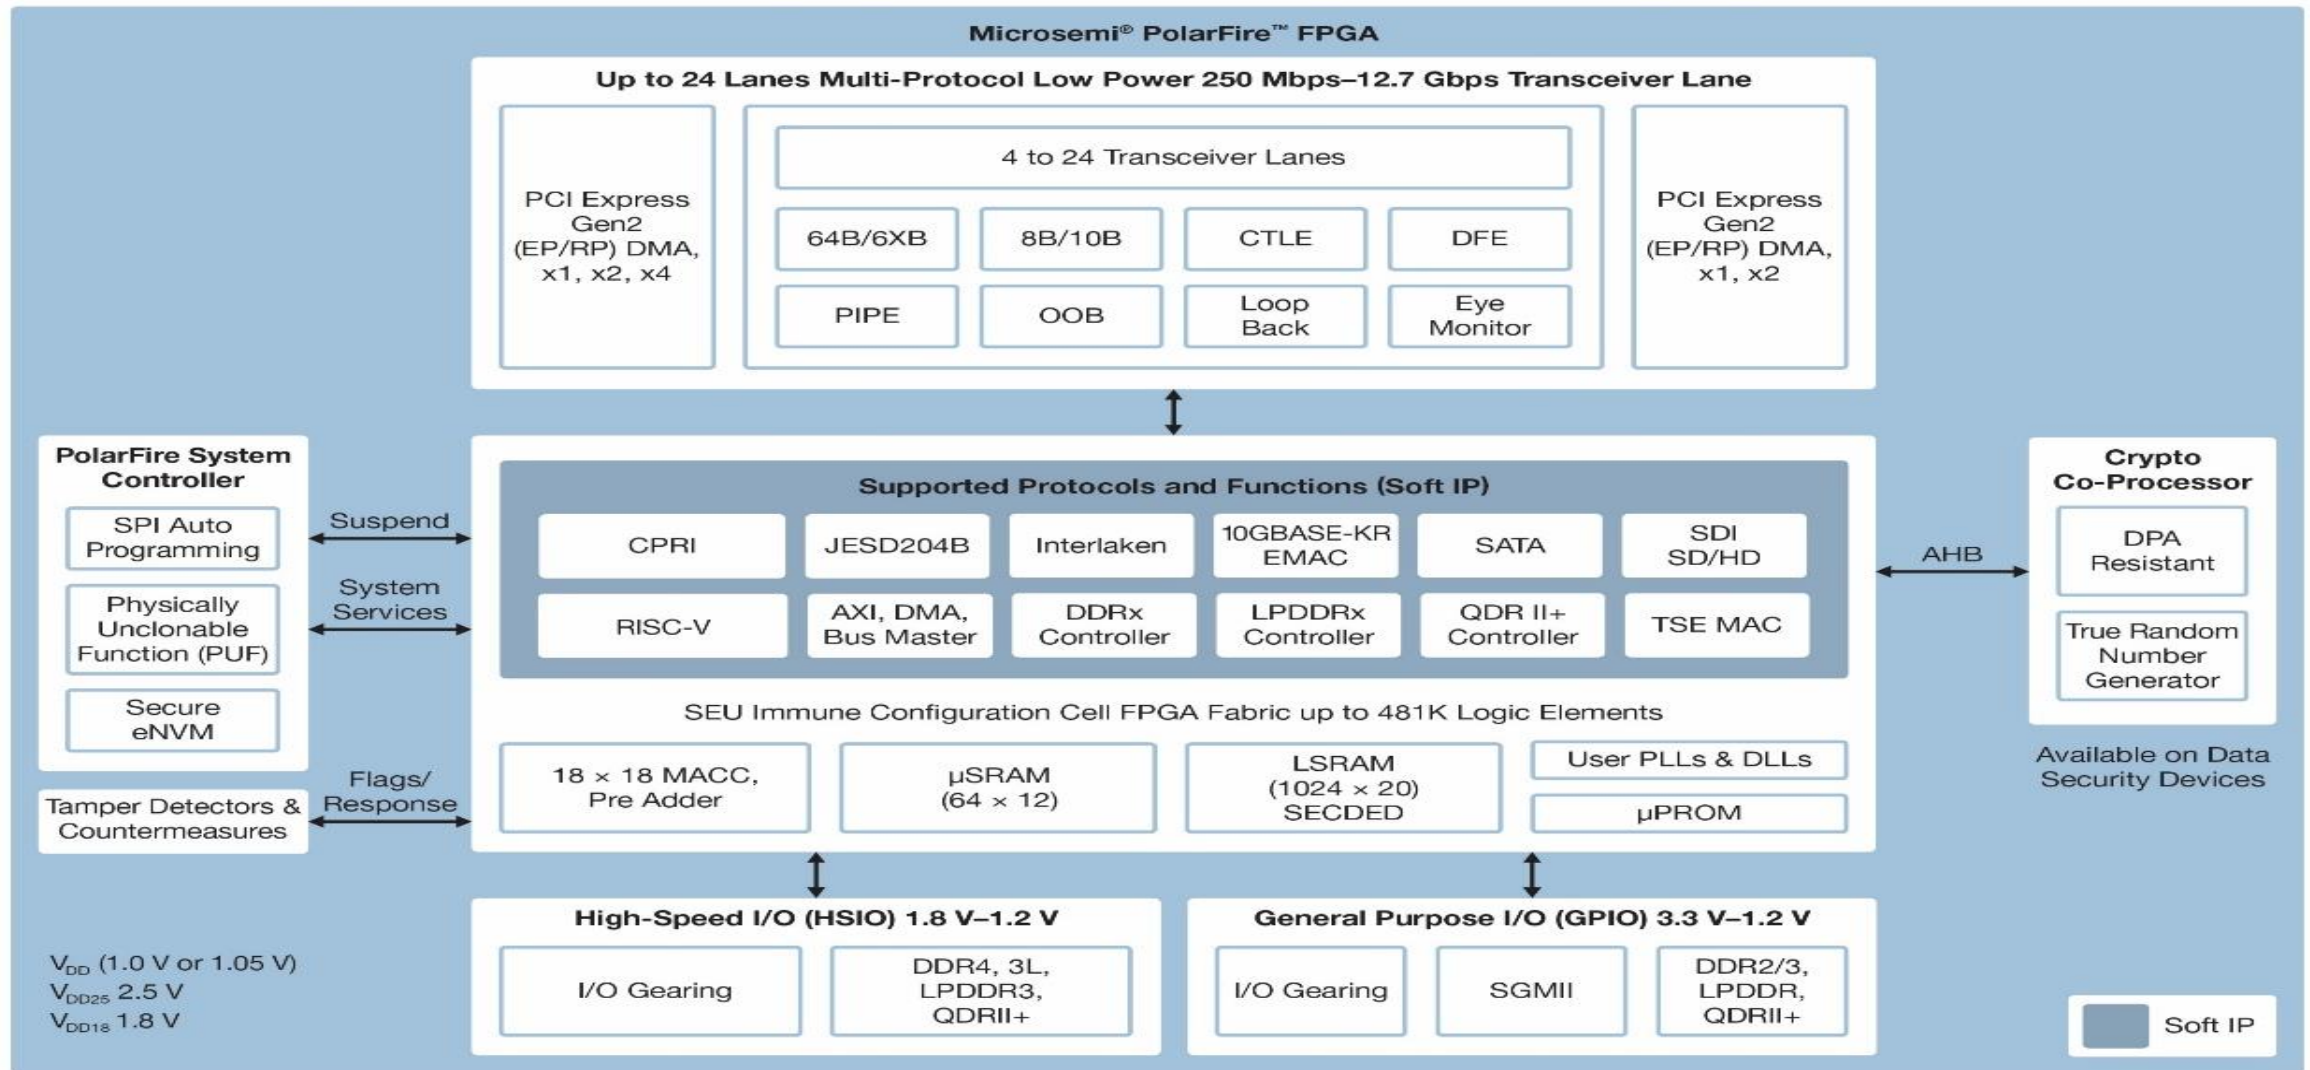 Microsemi® PolarFire™ FPGA
Up to 24 Lanes Multi-Protocol Low Power 250 Mbps–12.7 Gbps Transceiver Lane
PCI Express
Gen2
(EP/RP) DMA,
x1, x2, x4
4 to 24 Transceiver Lanes
64B/6XB
8B/10B
CTLE
DFE
PIPE
OOB
Loop
Back
Eye
Monitor
PCI Express
Gen2
(EP/RP) DMA,
x1, x2
PolarFire System
Controller
SPI Auto
Programming
Physically
Unclonable
Function (PUF)
Secure
eNVM
Tamper Detectors &
Countermeasures
Suspend
System
Services
Flags/
Response
Supported Protocols and Functions (Soft IP)
CPRI
JESD204B
Interlaken
10GBASE-KR
EMAC
SATA
SDI
SD/HD
RISC-V
AXI, DMA,
Bus Master
DDRx
Controller
LPDDRx
Controller
QDR II+
Controller
TSE MAC
SEU Immune Configuration Cell FPGA Fabric up to 481K Logic Elements
18 × 18 MACC,
Pre Adder
µSRAM
(64 × 12)
LSRAM
(1024 × 20)
SECDED
User PLLs & DLLs
µPROM
AHB
Crypto
Co-Processor
DPA
Resistant
True Random
Number
Generator
Available on Data
Security Devices
High-Speed I/O (HSIO) 1.8 V–1.2 V
I/O Gearing
DDR4, 3L,
LPDDR3,
QDRII+
General Purpose I/O (GPIO) 3.3 V–1.2 V
I/O Gearing
SGMII
DDR2/3,
LPDDR,
QDRII+
VDD (1.0 V or 1.05 V)
VDD25 2.5 V
VDD18 1.8 V
Soft IP